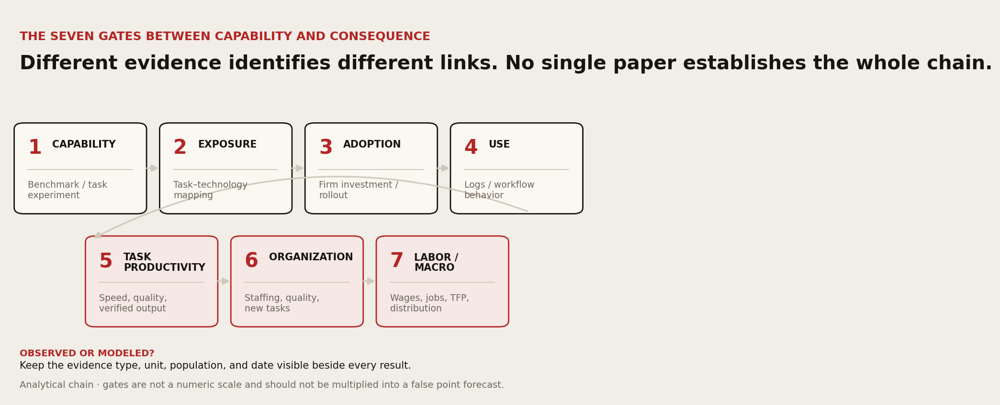 THE SEVEN GATES BETWEEN CAPABILITY AND CONSEQUENCE
Different evidence identifies different links. No single paper establishes the whole chain.
1 CAPABILITY
Benchmark / task
experiment
2 EXPOSURE
Task–technology
mapping
3 ADOPTION
Firm investment /
rollout
4 USE
Logs / workflow
behavior
5 TASK
PRODUCTIVITY
Speed, quality,
verified output
6 ORGANIZATION
Staffing, quality,
new tasks
7 LABOR /
MACRO
Wages, jobs, TFP,
distribution
OBSERVED OR MODELED?
Keep the evidence type, unit, population, and date visible beside every result.
Analytical chain · gates are not a numeric scale and should not be multiplied into a false point forecast.